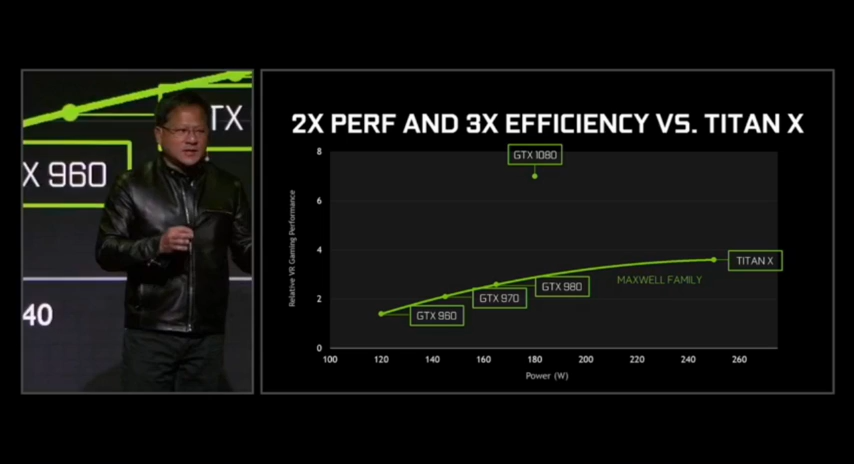 TX
X 960
40
2X PERF AND 3X EFFICIENCY VS. TITAN X
8
GTX 1080
6
Relative VR Gaming Performance
4
TITAN X
MAXWELL FAMILY
GTX 980
GTX 970
2
GTX 960
0
100 120 140 160 180 200 220 240 260
Power (W)